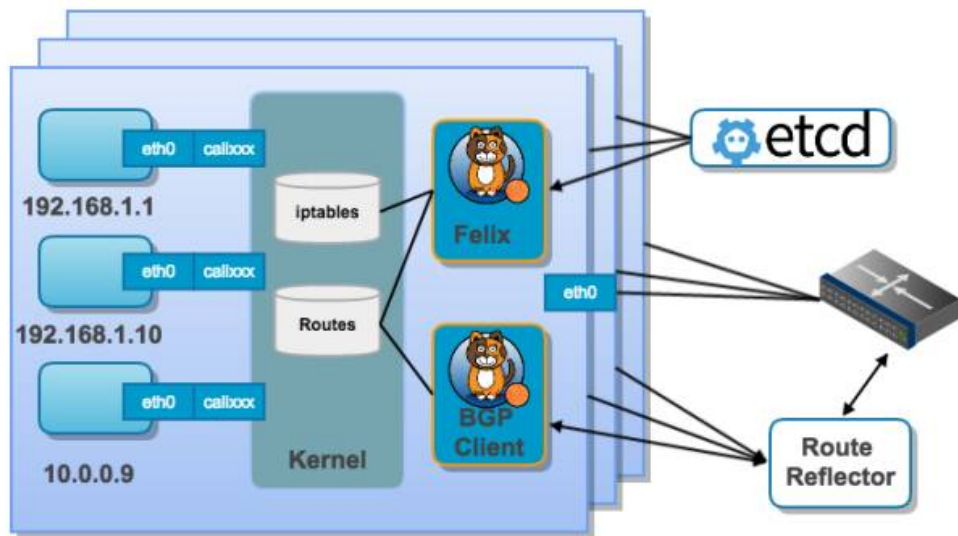 eth0 calixxx
192.168.1.1
eth0 calixxx
192.168.1.10
eth0 calixxx
10.0.0.9
iptables
Routes
Kernel
Felix
BGP
Client
eth0
etcd
Route
Reflector